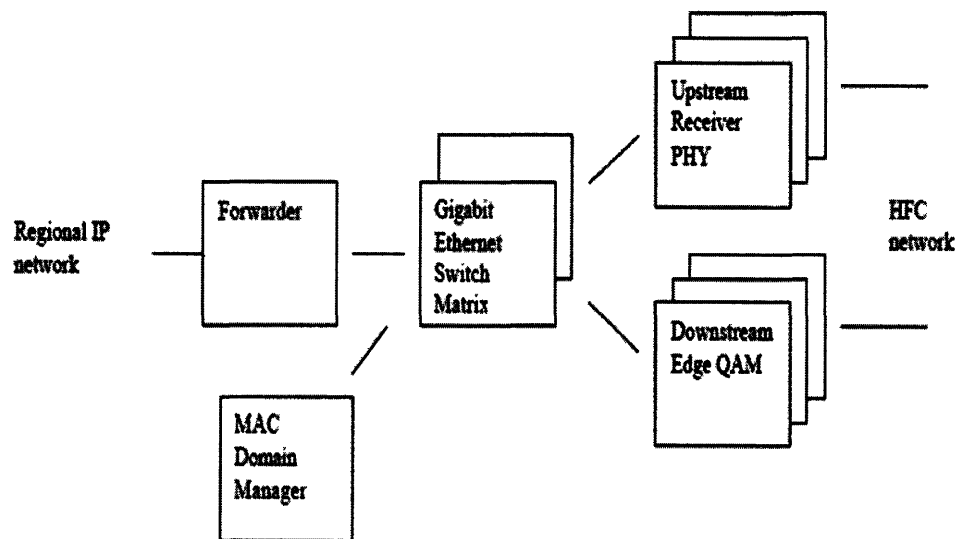 Regional IP
network
Forwarder
MAC
Domain
Manager
Gigabit
Ethernet
Switch
Matrix
Upstream
Receiver
PHY
Downstream
Edge QAM
HFC
network